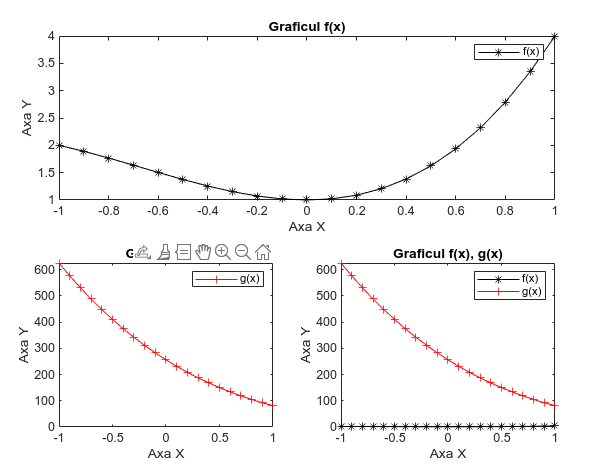 Graficul f(x)
4
3.5
3
2.5
2
1.5
1
Axa Y
f(x)
-1 -0.8 -0.6 -0.4 -0.2 0 0.2 0.4 0.6 0.8 1
Axa X
G
600
500
400
300
200
100
0
Axa Y
g(x)
-1 -0.5 0 0.5 1
Axa X
Graficul f(x), g(x)
600
500
400
300
200
100
0
Axa Y
f(x)
g(x)
-1 -0.5 0 0.5 1
Axa X